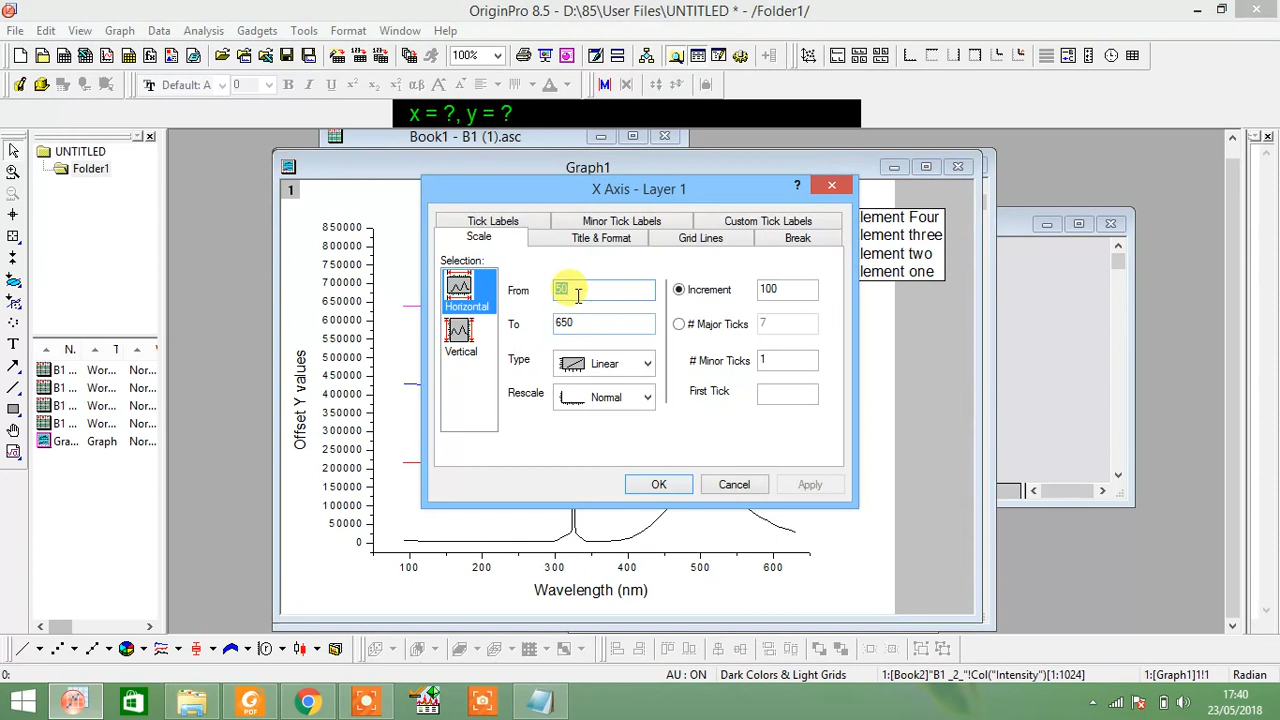 OriginPro 8.5 - D:\85\User Files\UNTITLED * - /Folder1/
File Edit View Graph Data Analysis Gadgets Tools Format Window Help
100%
Default: A 0 B I U
x = ?, y = ?
Book1 - B1 (1).asc
Graph1
1
UNTITLED
Folder1
N. T M
B1 ... Wor... Nor...
B1 ... Wor... Nor...
B1 ... Wor... Nor...
B1 ... Wor... Nor...
Gra... Graph Nor...
850000
800000
750000
700000
650000
600000
550000
500000
450000
400000
350000
300000
250000
200000
150000
100000
50000
0
Offset Y values
100 200 300 400 500 600
Wavelength (nm)
lement Four
lement three
lement two
lement one
X Axis - Layer 1
?
Tick Labels Minor Tick Labels Custom Tick Labels
Scale Title & Format Grid Lines Break
Selection:
Horizontal
Vertical
From 50 Increment 100
To 650 # Major Ticks 7
Type Linear # Minor Ticks 1
Rescale Normal First Tick
OK Cancel Apply
0: AU : ON Dark Colors & Light Grids 1:[Book2]"B1 _2_"!Col("Intensity")[1:1024] 1:[Graph1]1!1 Radian
PDF
17:40
23/05/2018